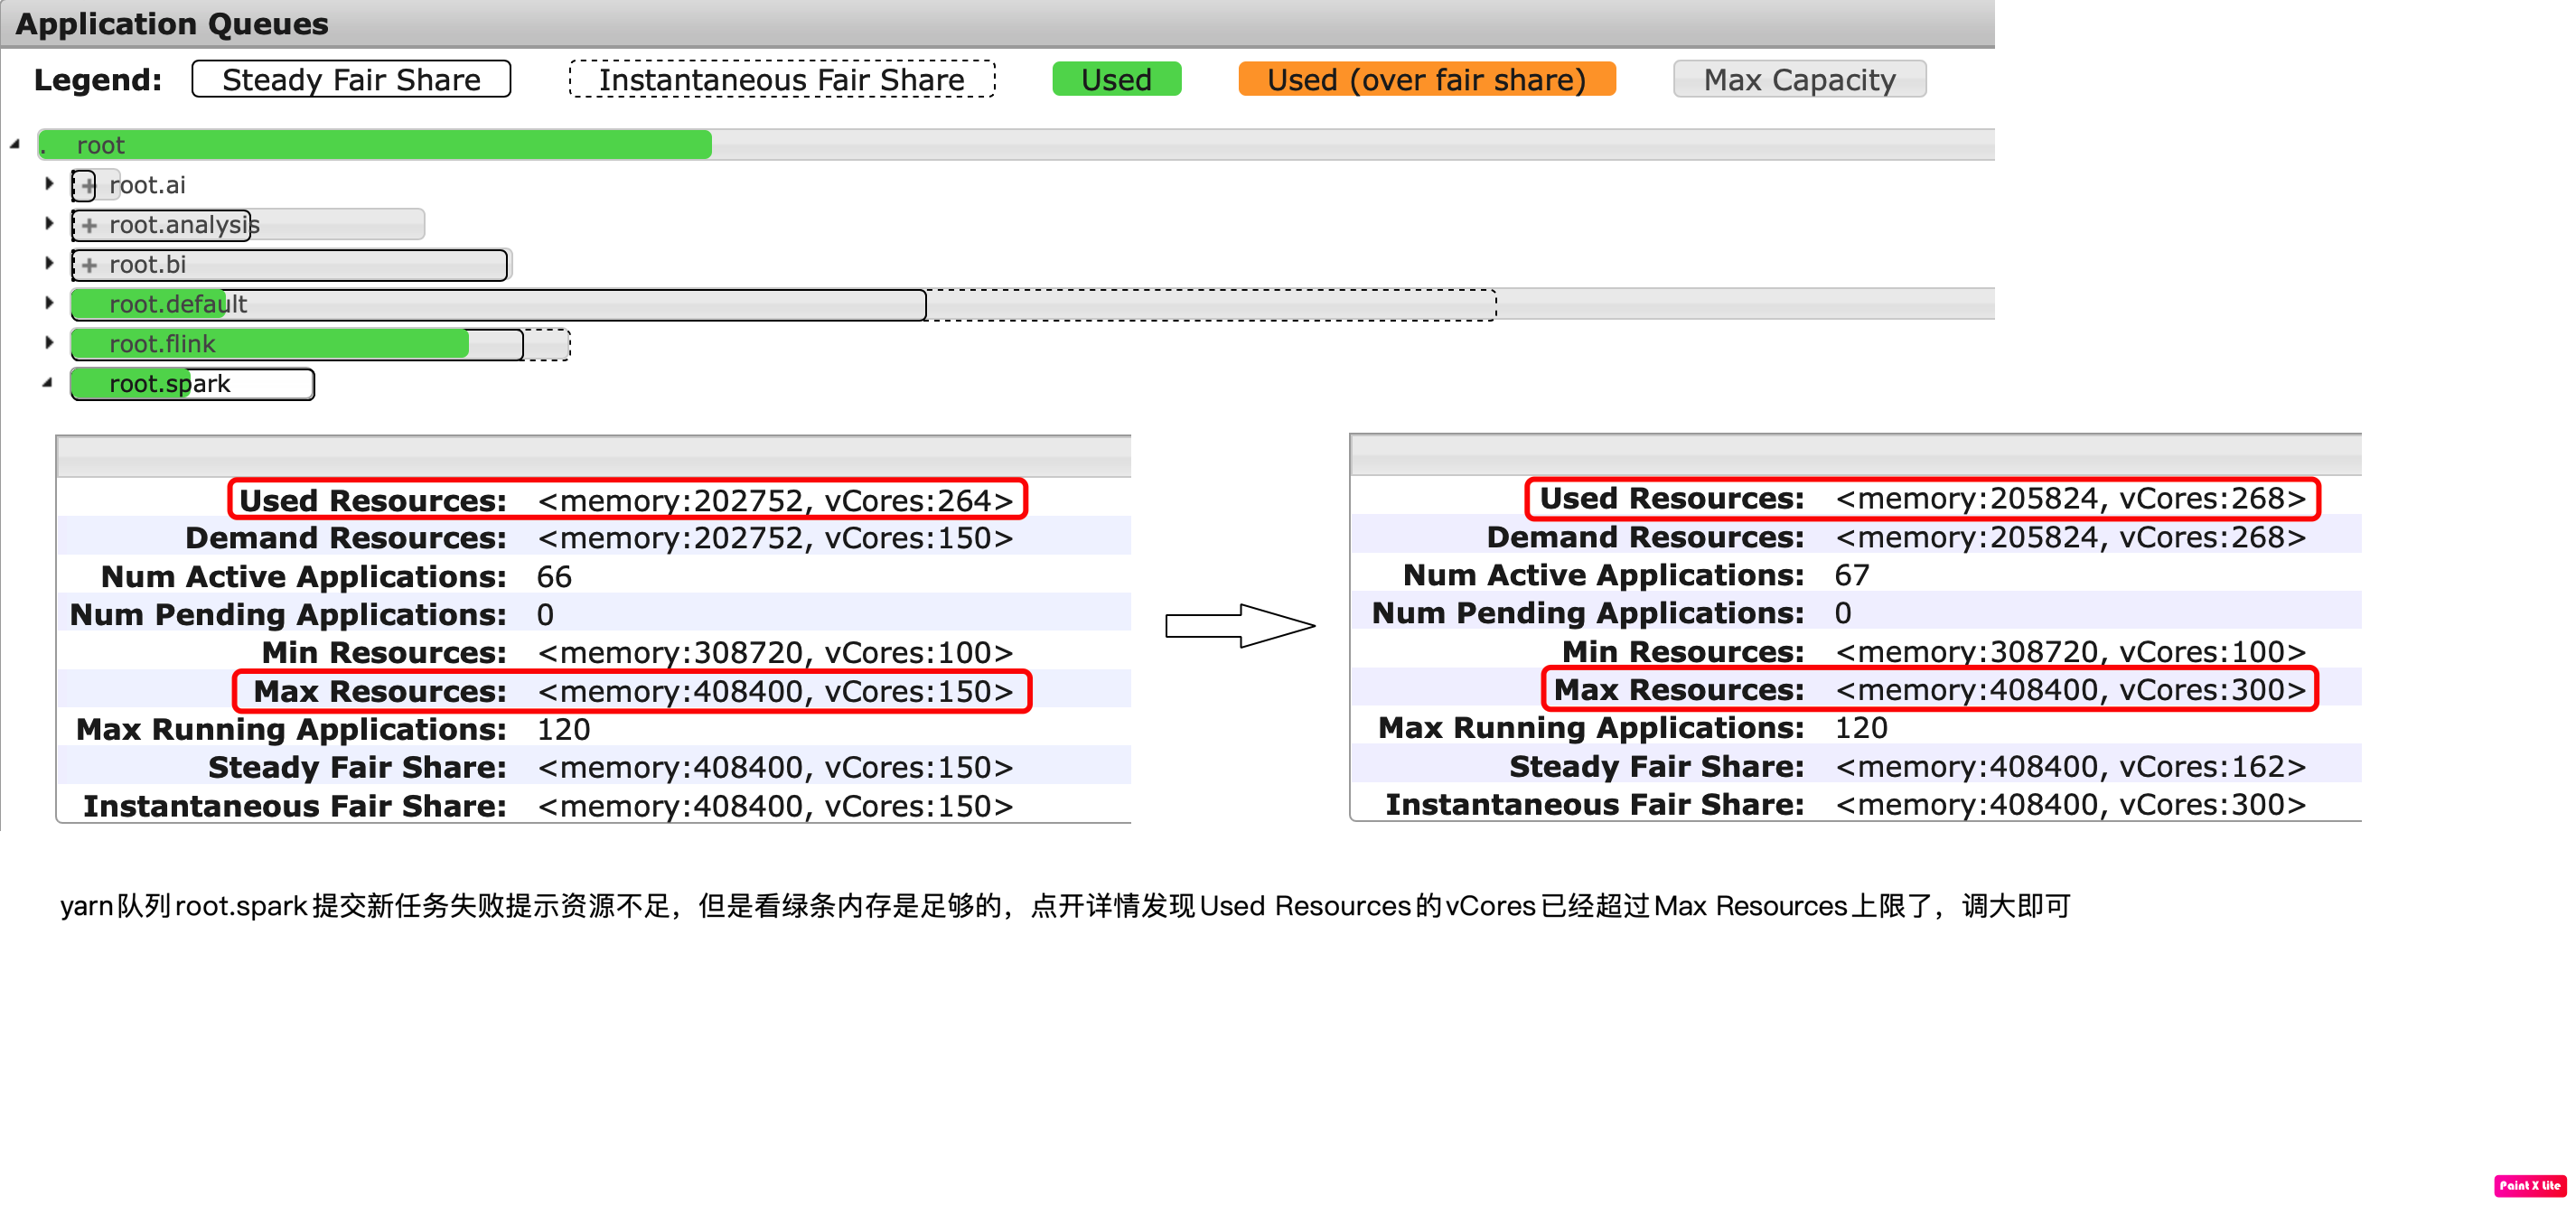 Application Queues
Legend: Steady Fair Share Instantaneous Fair Share Used Used (over fair share) Max Capacity
. root
+ root.ai
+ root.analysis
+ root.bi
root.default
root.flink
root.spark
Used Resources: <memory:202752, vCores:264>
Demand Resources: <memory:202752, vCores:150>
Num Active Applications: 66
Num Pending Applications: 0
Min Resources: <memory:308720, vCores:100>
Max Resources: <memory:408400, vCores:150>
Max Running Applications: 120
Steady Fair Share: <memory:408400, vCores:150>
Instantaneous Fair Share: <memory:408400, vCores:150>
Used Resources: <memory:205824, vCores:268>
Demand Resources: <memory:205824, vCores:268>
Num Active Applications: 67
Num Pending Applications: 0
Min Resources: <memory:308720, vCores:100>
Max Resources: <memory:408400, vCores:300>
Max Running Applications: 120
Steady Fair Share: <memory:408400, vCores:162>
Instantaneous Fair Share: <memory:408400, vCores:300>
yarn队列root.spark提交新任务失败提示资源不足，但是看绿条内存是足够的，点开详情发现Used Resources的vCores已经超过Max Resources上限了，调大即可
Paint X Lite